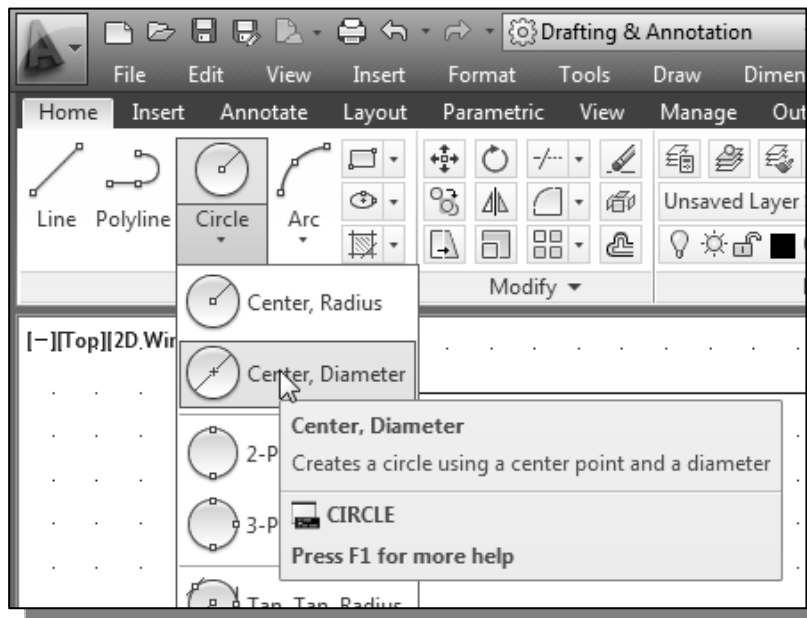 A
Drafting & Annotation
File Edit View Insert Format Tools Draw Dimen
Home Insert Annotate Layout Parametric View Manage Out
Line Polyline Circle Arc
Unsaved Layer
Modify
Center, Radius
[−][Top][2D Wir
Center, Diameter
Center, Diameter
2-P
Creates a circle using a center point and a diameter
CIRCLE
3-P
Press F1 for more help
Tan, Tan, Radius